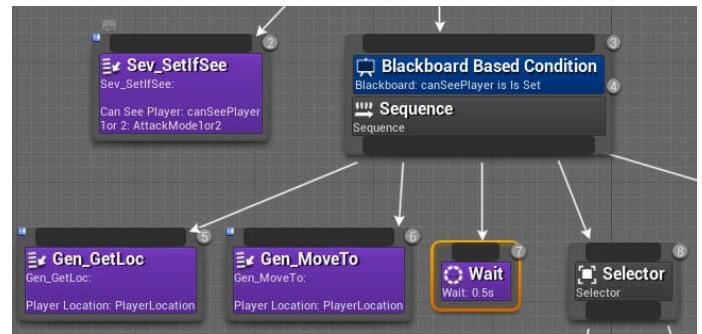 2
Sev_SetIfSee
Sev_SetIfSee:
Can See Player: canSeePlayer
1or 2: AttackMode1or2
3
Blackboard Based Condition
Blackboard: canSeePlayer is Is Set
4
Sequence
Sequence
5
Gen_GetLoc
Gen_GetLoc:
Player Location: PlayerLocation
6
Gen_MoveTo
Gen_MoveTo:
Player Location: PlayerLocation
7
Wait
Wait: 0.5s
8
Selector
Selector